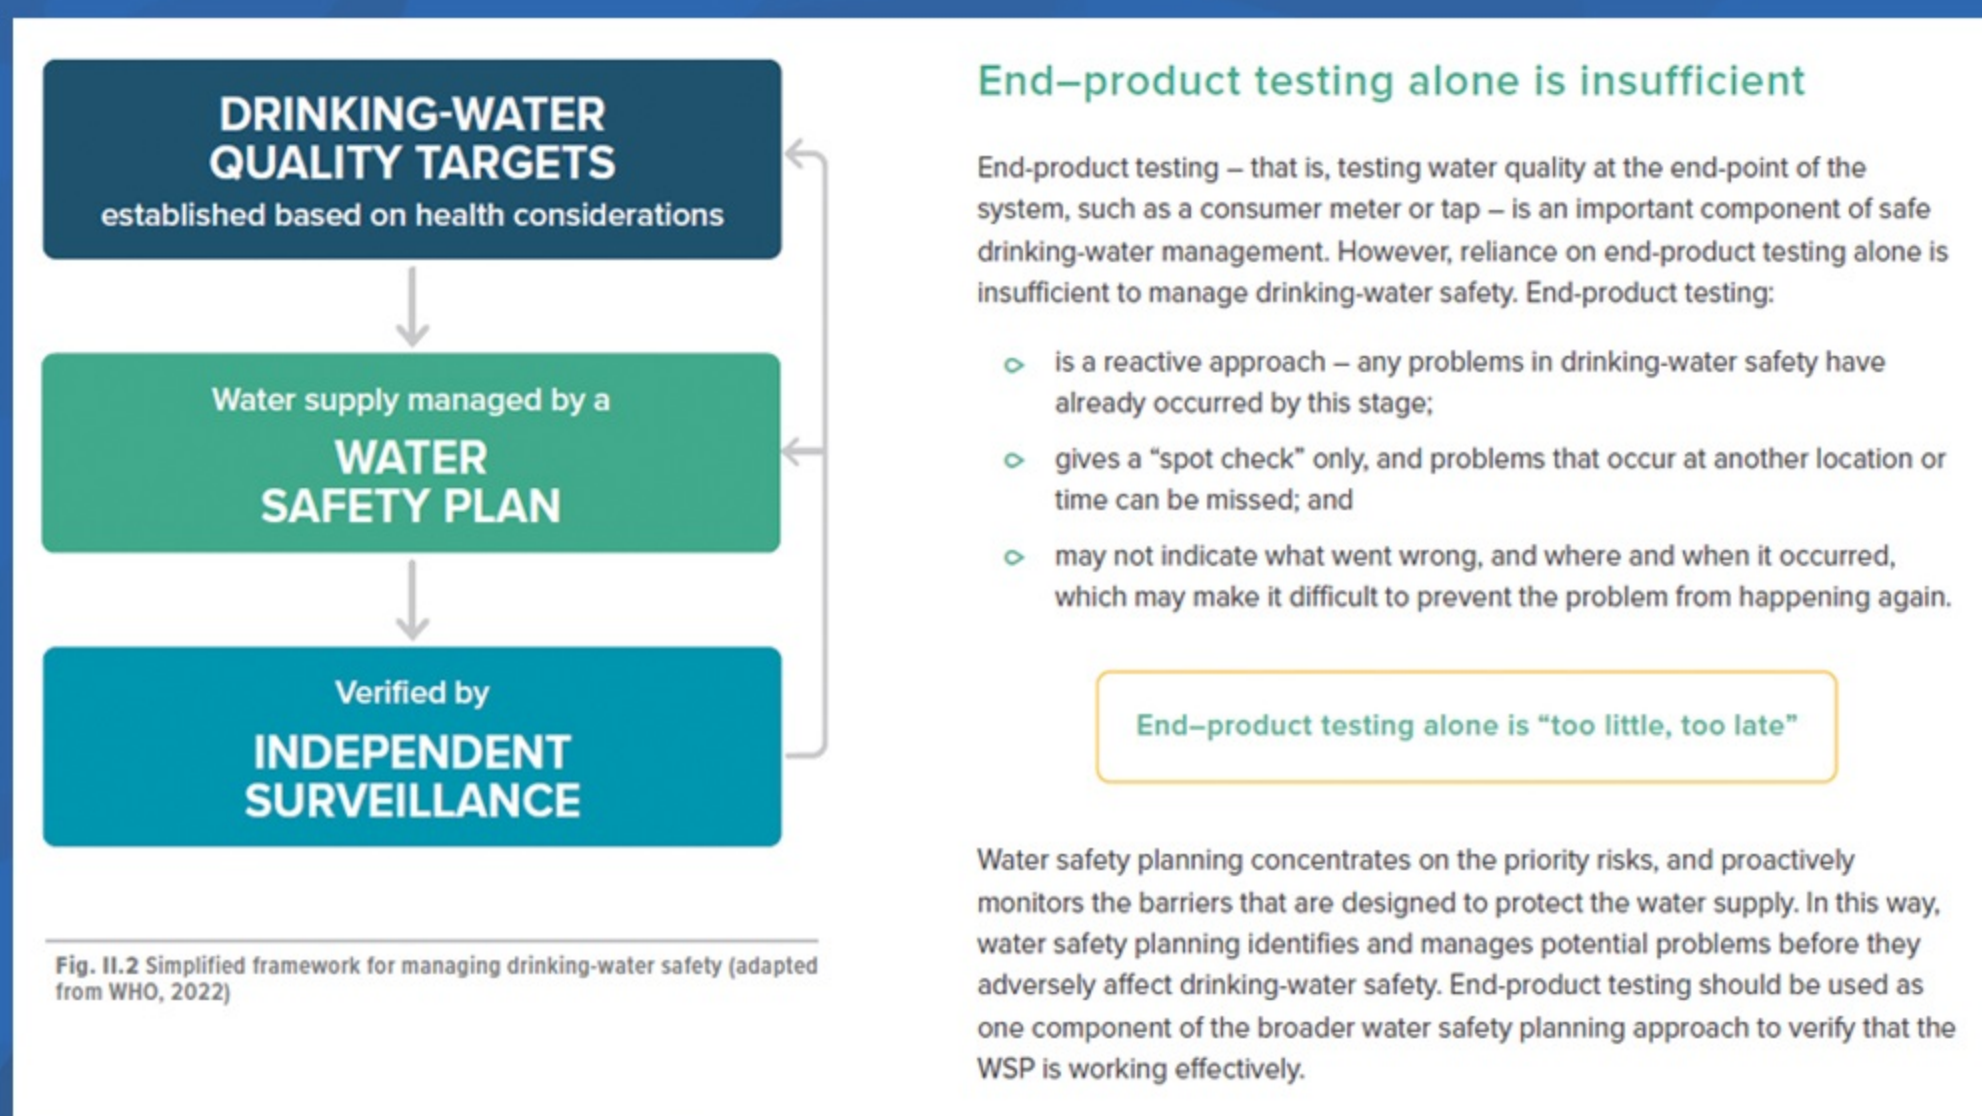 DRINKING-WATER
QUALITY TARGETS
established based on health considerations
Water supply managed by a
WATER
SAFETY PLAN
Verified by
INDEPENDENT
SURVEILLANCE
Fig. II.2 Simplified framework for managing drinking-water safety (adapted
from WHO, 2022)
End–product testing alone is insufficient
End-product testing – that is, testing water quality at the end-point of the
system, such as a consumer meter or tap – is an important component of safe
drinking-water management. However, reliance on end-product testing alone is
insufficient to manage drinking-water safety. End-product testing:
is a reactive approach – any problems in drinking-water safety have
already occurred by this stage;
gives a “spot check” only, and problems that occur at another location or
time can be missed; and
may not indicate what went wrong, and where and when it occurred,
which may make it difficult to prevent the problem from happening again.
End–product testing alone is “too little, too late”
Water safety planning concentrates on the priority risks, and proactively
monitors the barriers that are designed to protect the water supply. In this way,
water safety planning identifies and manages potential problems before they
adversely affect drinking-water safety. End-product testing should be used as
one component of the broader water safety planning approach to verify that the
WSP is working effectively.